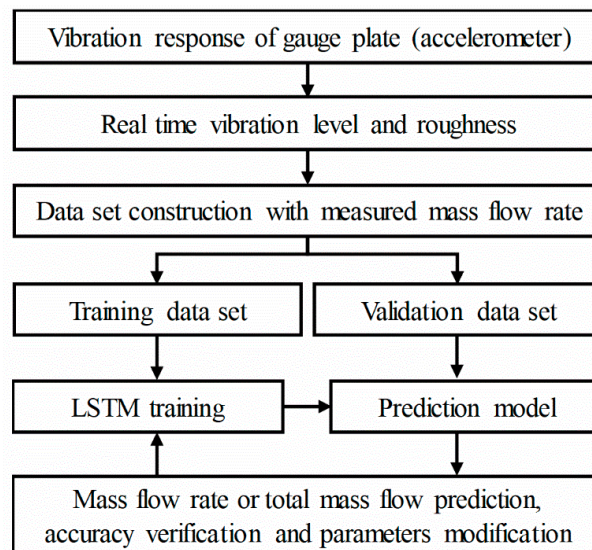 Vibration response of gauge plate (accelerometer)
Real time vibration level and roughness
Data set construction with measured mass flow rate
Training data set
Validation data set
LSTM training
Prediction model
Mass flow rate or total mass flow prediction,
accuracy verification and parameters modification